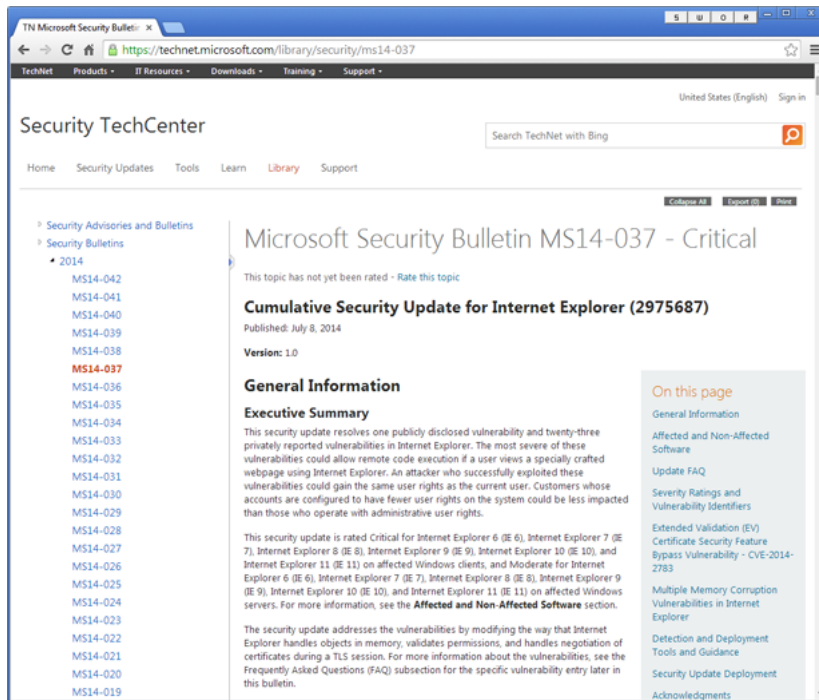 S U O R
TN Microsoft Security Bulletin
https://technet.microsoft.com/library/security/ms14-037
TechNet Products IT Resources Downloads Training Support
United States (English) Sign in
Security TechCenter
Search TechNet with Bing
Home Security Updates Tools Learn Library Support
Collapse All Export (0) Print
Security Advisories and Bulletins
Security Bulletins
2014
MS14-042
MS14-041
MS14-040
MS14-039
MS14-038
MS14-037
MS14-036
MS14-035
MS14-034
MS14-033
MS14-032
MS14-031
MS14-030
MS14-029
MS14-028
MS14-027
MS14-026
MS14-025
MS14-024
MS14-023
MS14-022
MS14-021
MS14-020
MS14-019
Microsoft Security Bulletin MS14-037 - Critical
This topic has not yet been rated - Rate this topic
Cumulative Security Update for Internet Explorer (2975687)
Published: July 8, 2014
Version: 1.0
General Information
Executive Summary
This security update resolves one publicly disclosed vulnerability and twenty-three
privately reported vulnerabilities in Internet Explorer. The most severe of these
vulnerabilities could allow remote code execution if a user views a specially crafted
webpage using Internet Explorer. An attacker who successfully exploited these
vulnerabilities could gain the same user rights as the current user. Customers whose
accounts are configured to have fewer user rights on the system could be less impacted
than those who operate with administrative user rights.
This security update is rated Critical for Internet Explorer 6 (IE 6), Internet Explorer 7 (IE
7), Internet Explorer 8 (IE 8), Internet Explorer 9 (IE 9), Internet Explorer 10 (IE 10), and
Internet Explorer 11 (IE 11) on affected Windows clients, and Moderate for Internet
Explorer 6 (IE 6), Internet Explorer 7 (IE 7), Internet Explorer 8 (IE 8), Internet Explorer 9
(IE 9), Internet Explorer 10 (IE 10), and Internet Explorer 11 (IE 11) on affected Windows
servers. For more information, see the Affected and Non-Affected Software section.
The security update addresses the vulnerabilities by modifying the way that Internet
Explorer handles objects in memory, validates permissions, and handles negotiation of
certificates during a TLS session. For more information about the vulnerabilities, see the
Frequently Asked Questions (FAQ) subsection for the specific vulnerability entry later in
this bulletin.
On this page
General Information
Affected and Non-Affected
Software
Update FAQ
Severity Ratings and
Vulnerability Identifiers
Extended Validation (EV)
Certificate Security Feature
Bypass Vulnerability - CVE-2014-
2783
Multiple Memory Corruption
Vulnerabilities in Internet
Explorer
Detection and Deployment
Tools and Guidance
Security Update Deployment
Acknowledgments